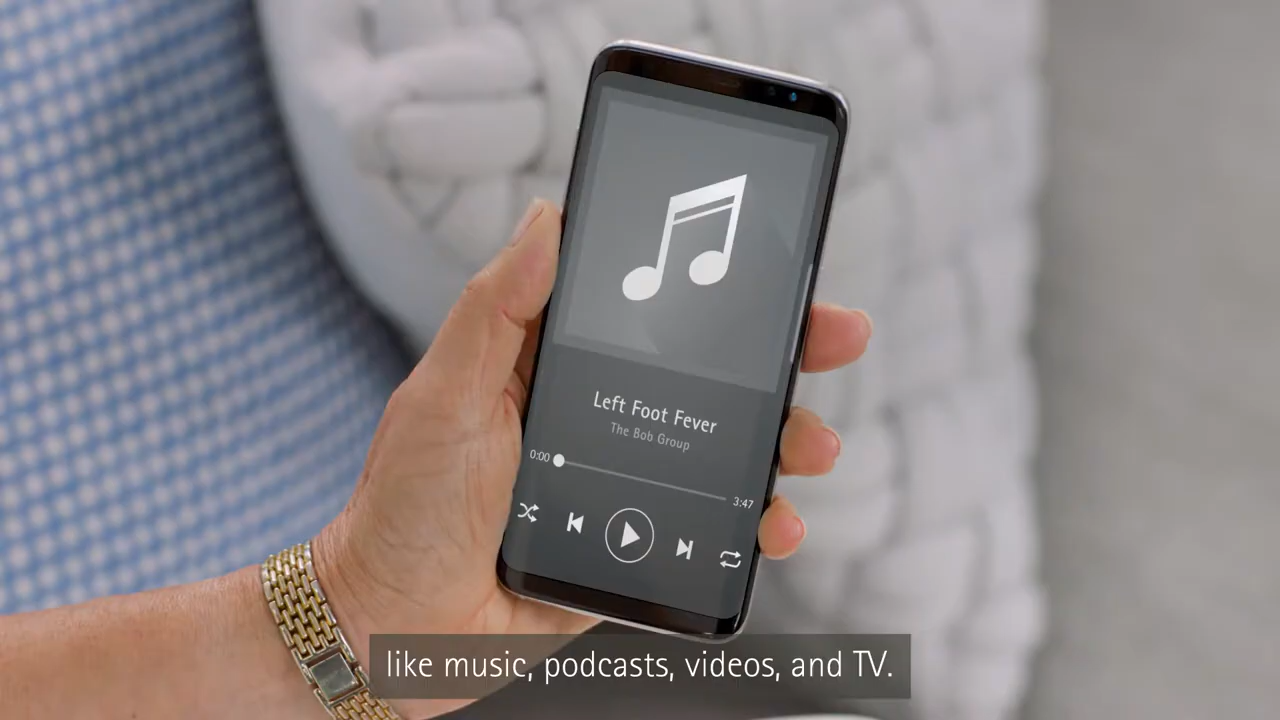 Left Foot Fever
The Bob Group
0:00
3:47
like music, podcasts, videos, and TV.